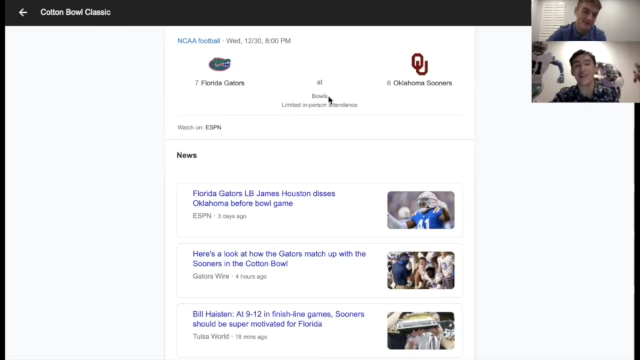 Cotton Bowl Classic
NCAA football · Wed, 12/30, 8:00 PM
OU
7 Florida Gators
at
6 Oklahoma Sooners
Bowls
Limited in-person attendance
Watch on: ESPN
News
Florida Gators LB James Houston disses
Oklahoma before bowl game
ESPN · 3 days ago
41
Here's a look at how the Gators match up with the
Sooners in the Cotton Bowl
Gators Wire · 4 hours ago
Bill Haisten: At 9-12 in finish-line games, Sooners
should be super motivated for Florida
Tulsa World · 18 mins ago
21